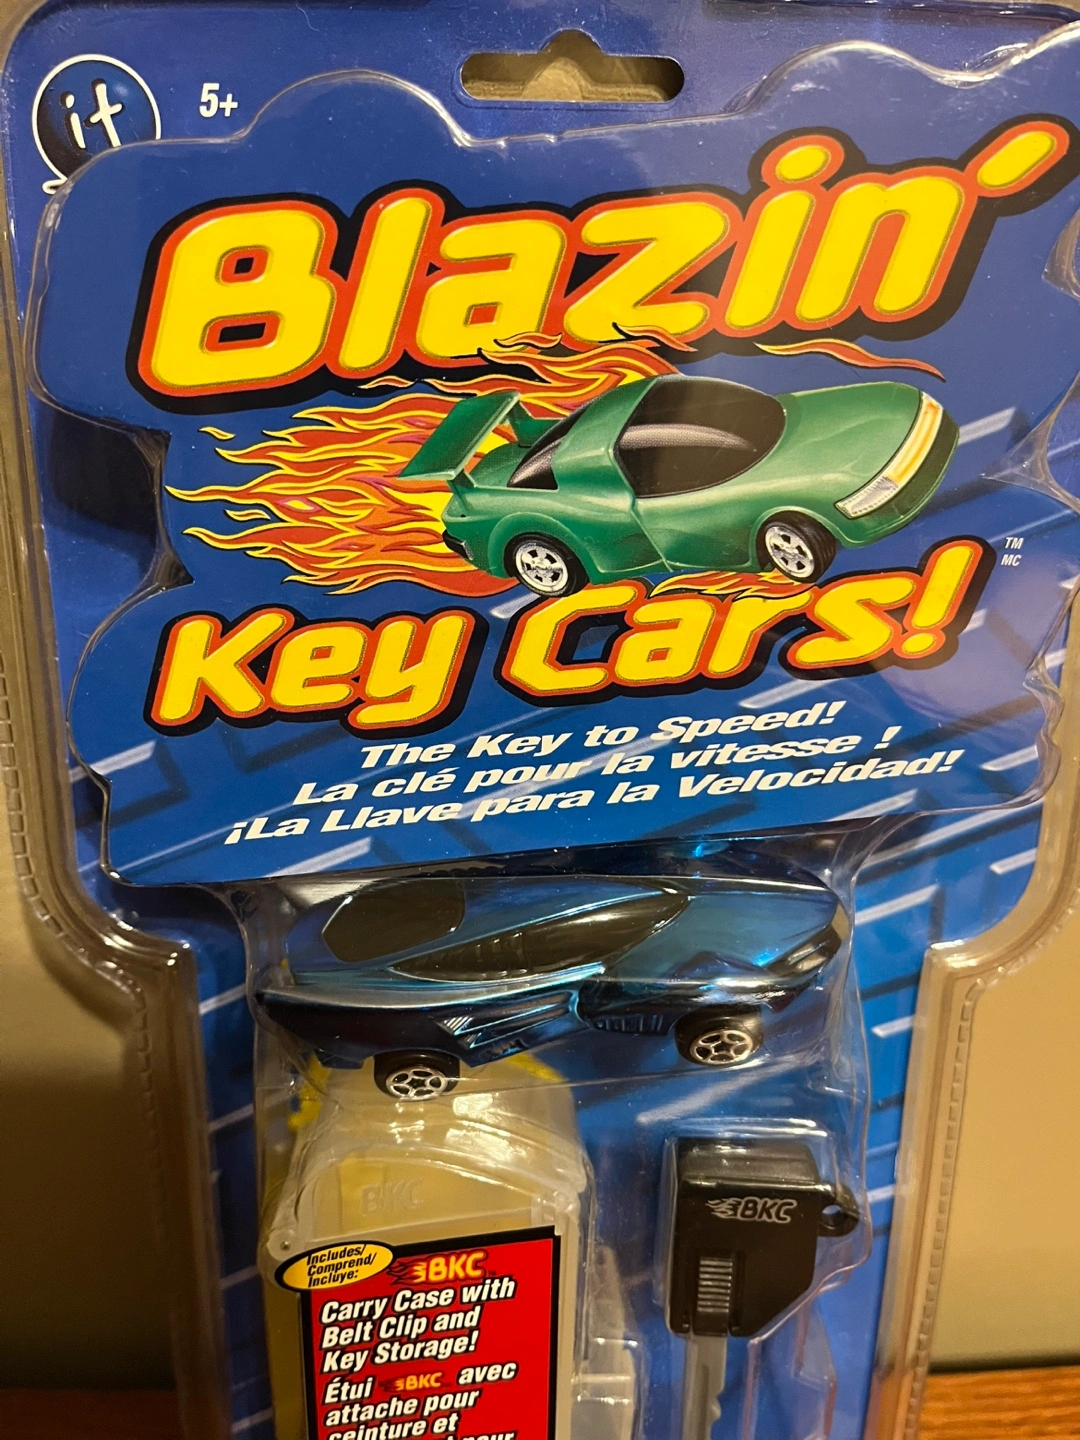 it
5+
Blazin'
Key Cars!
TM
MC
The Key to Speed!
La clé pour la vitesse !
¡La Llave para la Velocidad!
BKC
BKC
Includes/
Comprend/
Incluye:
BKC
Carry Case with
Belt Clip and
Key Storage!
Étui BKC avec
attache pour
ceinture et
pour